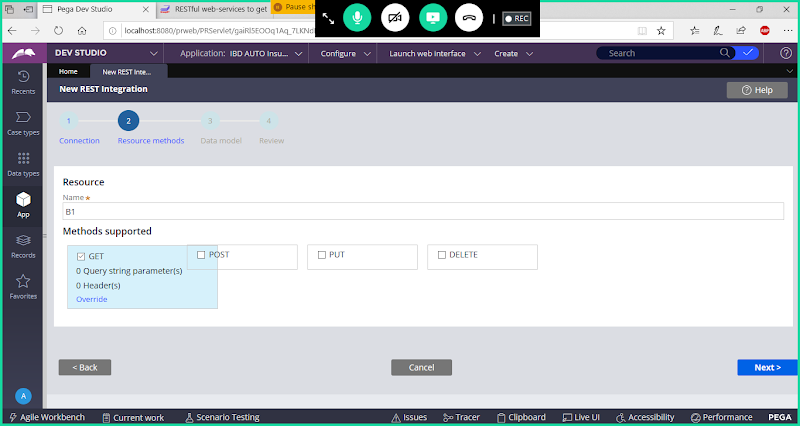 Pega Dev Studio
RESTful web-services to get
Pause sh
REC
localhost:8080/prweb/PRServlet/
DEV STUDIO
Application: IBD AUTO Insu...
Configure
Launch web interface
Create
Search
Home
New REST Inte...
New REST Integration
Help
Recents
Case types
Data types
App
Records
Favorites
1
2
3
4
Connection
Resource methods
Data model
Review
Resource
Name★
B1
Methods supported
GET
POST
PUT
DELETE
0 Query string parameter(s)
0 Header(s)
Override
< Back
Cancel
Next >
A
Agile Workbench
Current work
Scenario Testing
Issues
Tracer
Clipboard
Live UI
Accessibility
Performance
PEGA